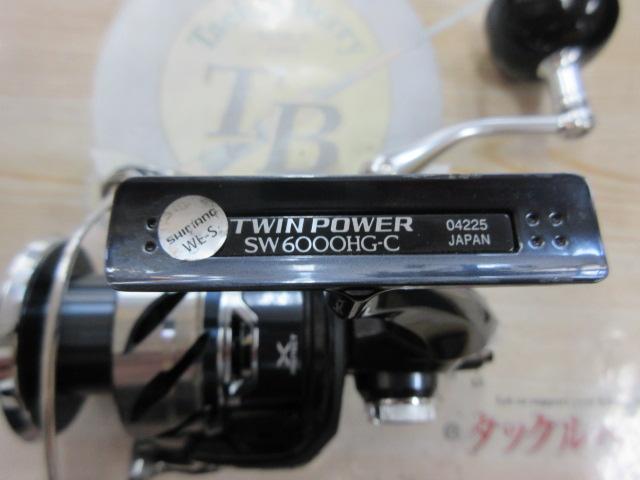 Tackle Berry
TB
SHIMANO
WE-S
TWIN POWER
SW6000HG-C
04225
JAPAN
X
タックル